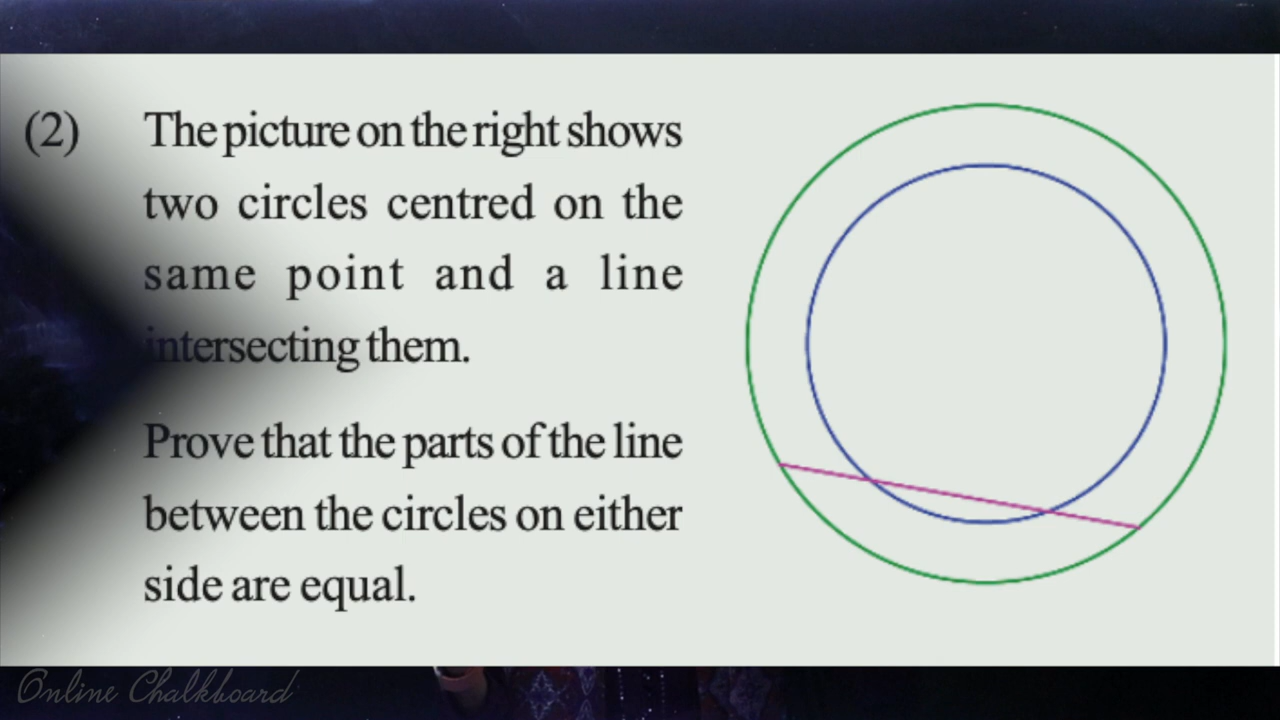 (2) The picture on the right shows
two circles centred on the
same point and a line
intersecting them.
Prove that the parts of the line
between the circles on either
side are equal.
Online Chalkboard